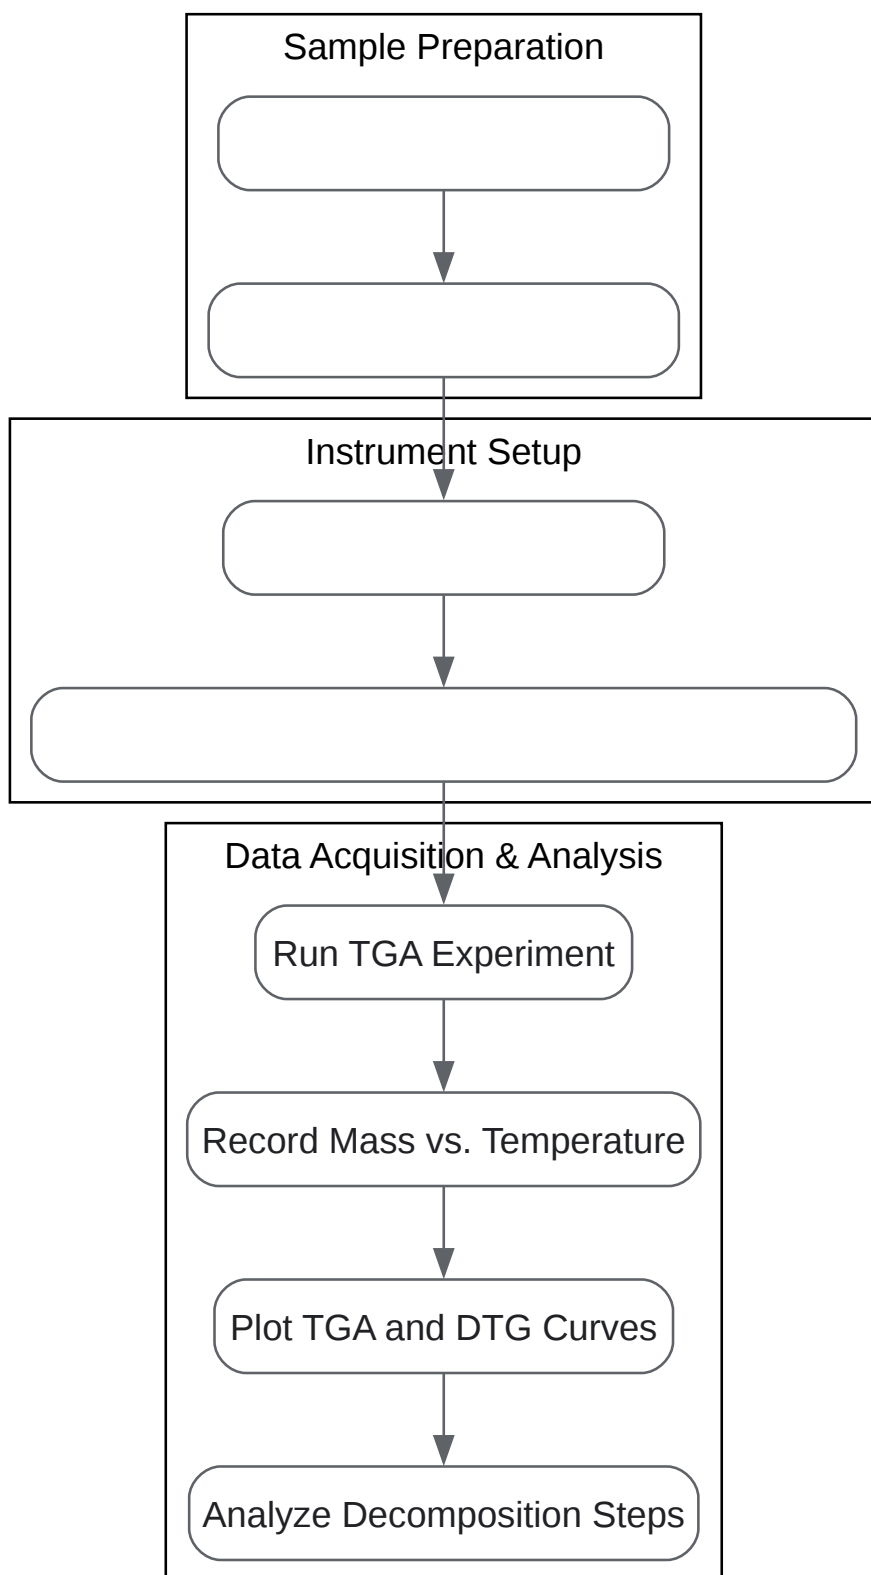 Sample Preparation
Instrument Setup
Data Acquisition & Analysis
Run TGA Experiment
Record Mass vs. Temperature
Plot TGA and DTG Curves
Analyze Decomposition Steps